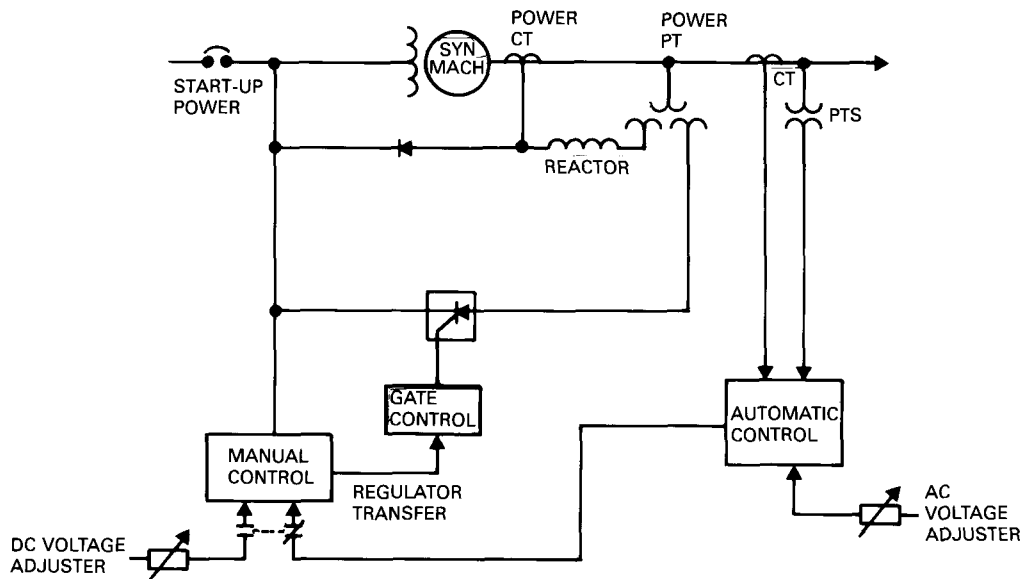 POWER
CT
POWER
PT
SYN
MACH
CT
START-UP
POWER
PTS
REACTOR
GATE
CONTROL
AUTOMATIC
CONTROL
MANUAL
CONTROL
REGULATOR
TRANSFER
AC
VOLTAGE
ADJUSTER
DC VOLTAGE
ADJUSTER